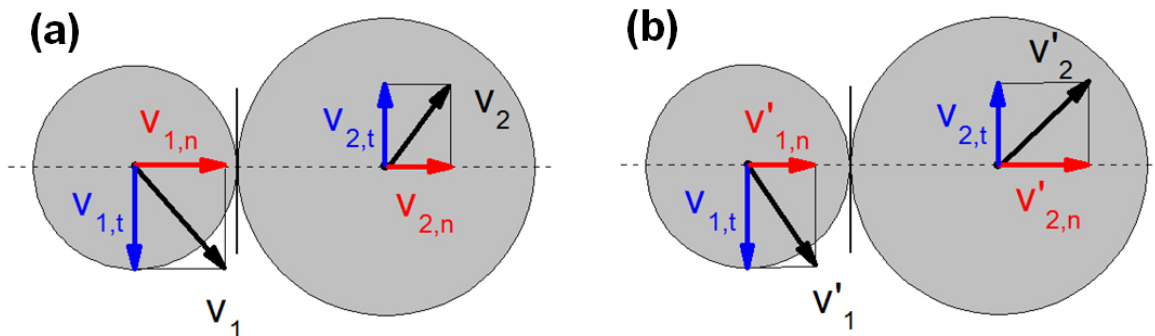 (a)
v1,n
v2,t
v2
v1,t
v2,n
v1
(b)
v'1,n
v2,t
v'2
v1,t
v'2,n
v'1